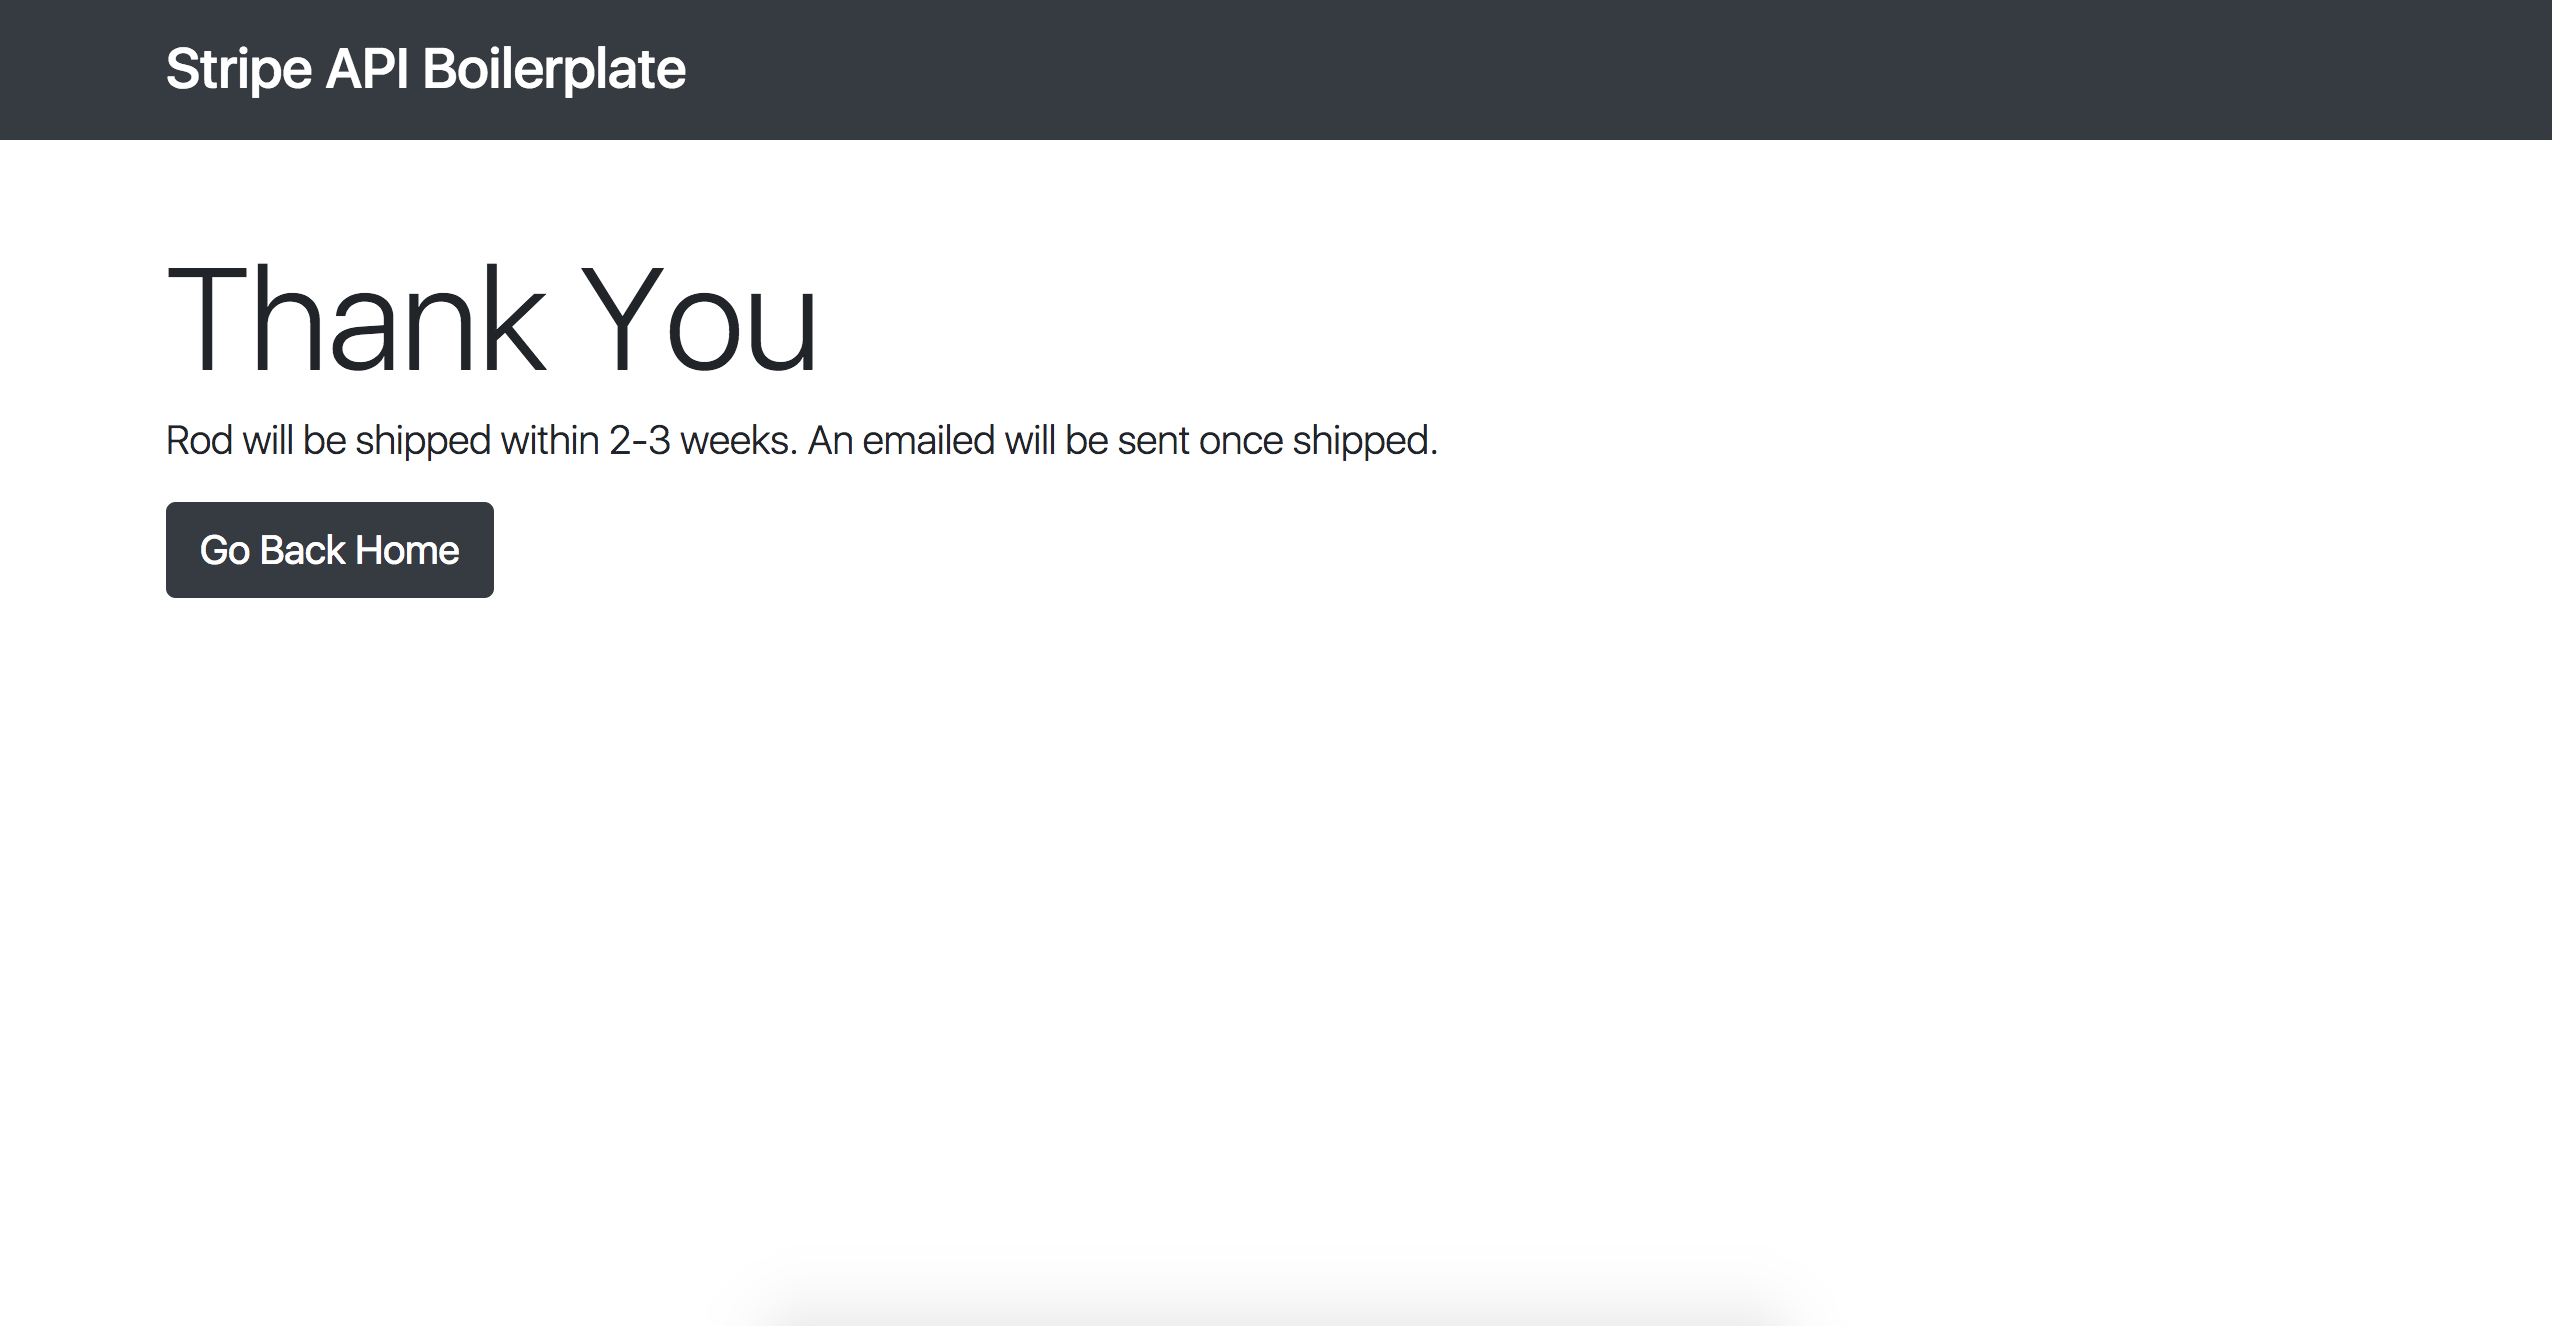 Stripe API Boilerplate
Thank You
Rod will be shipped within 2-3 weeks. An emailed will be sent once shipped.
Go Back Home